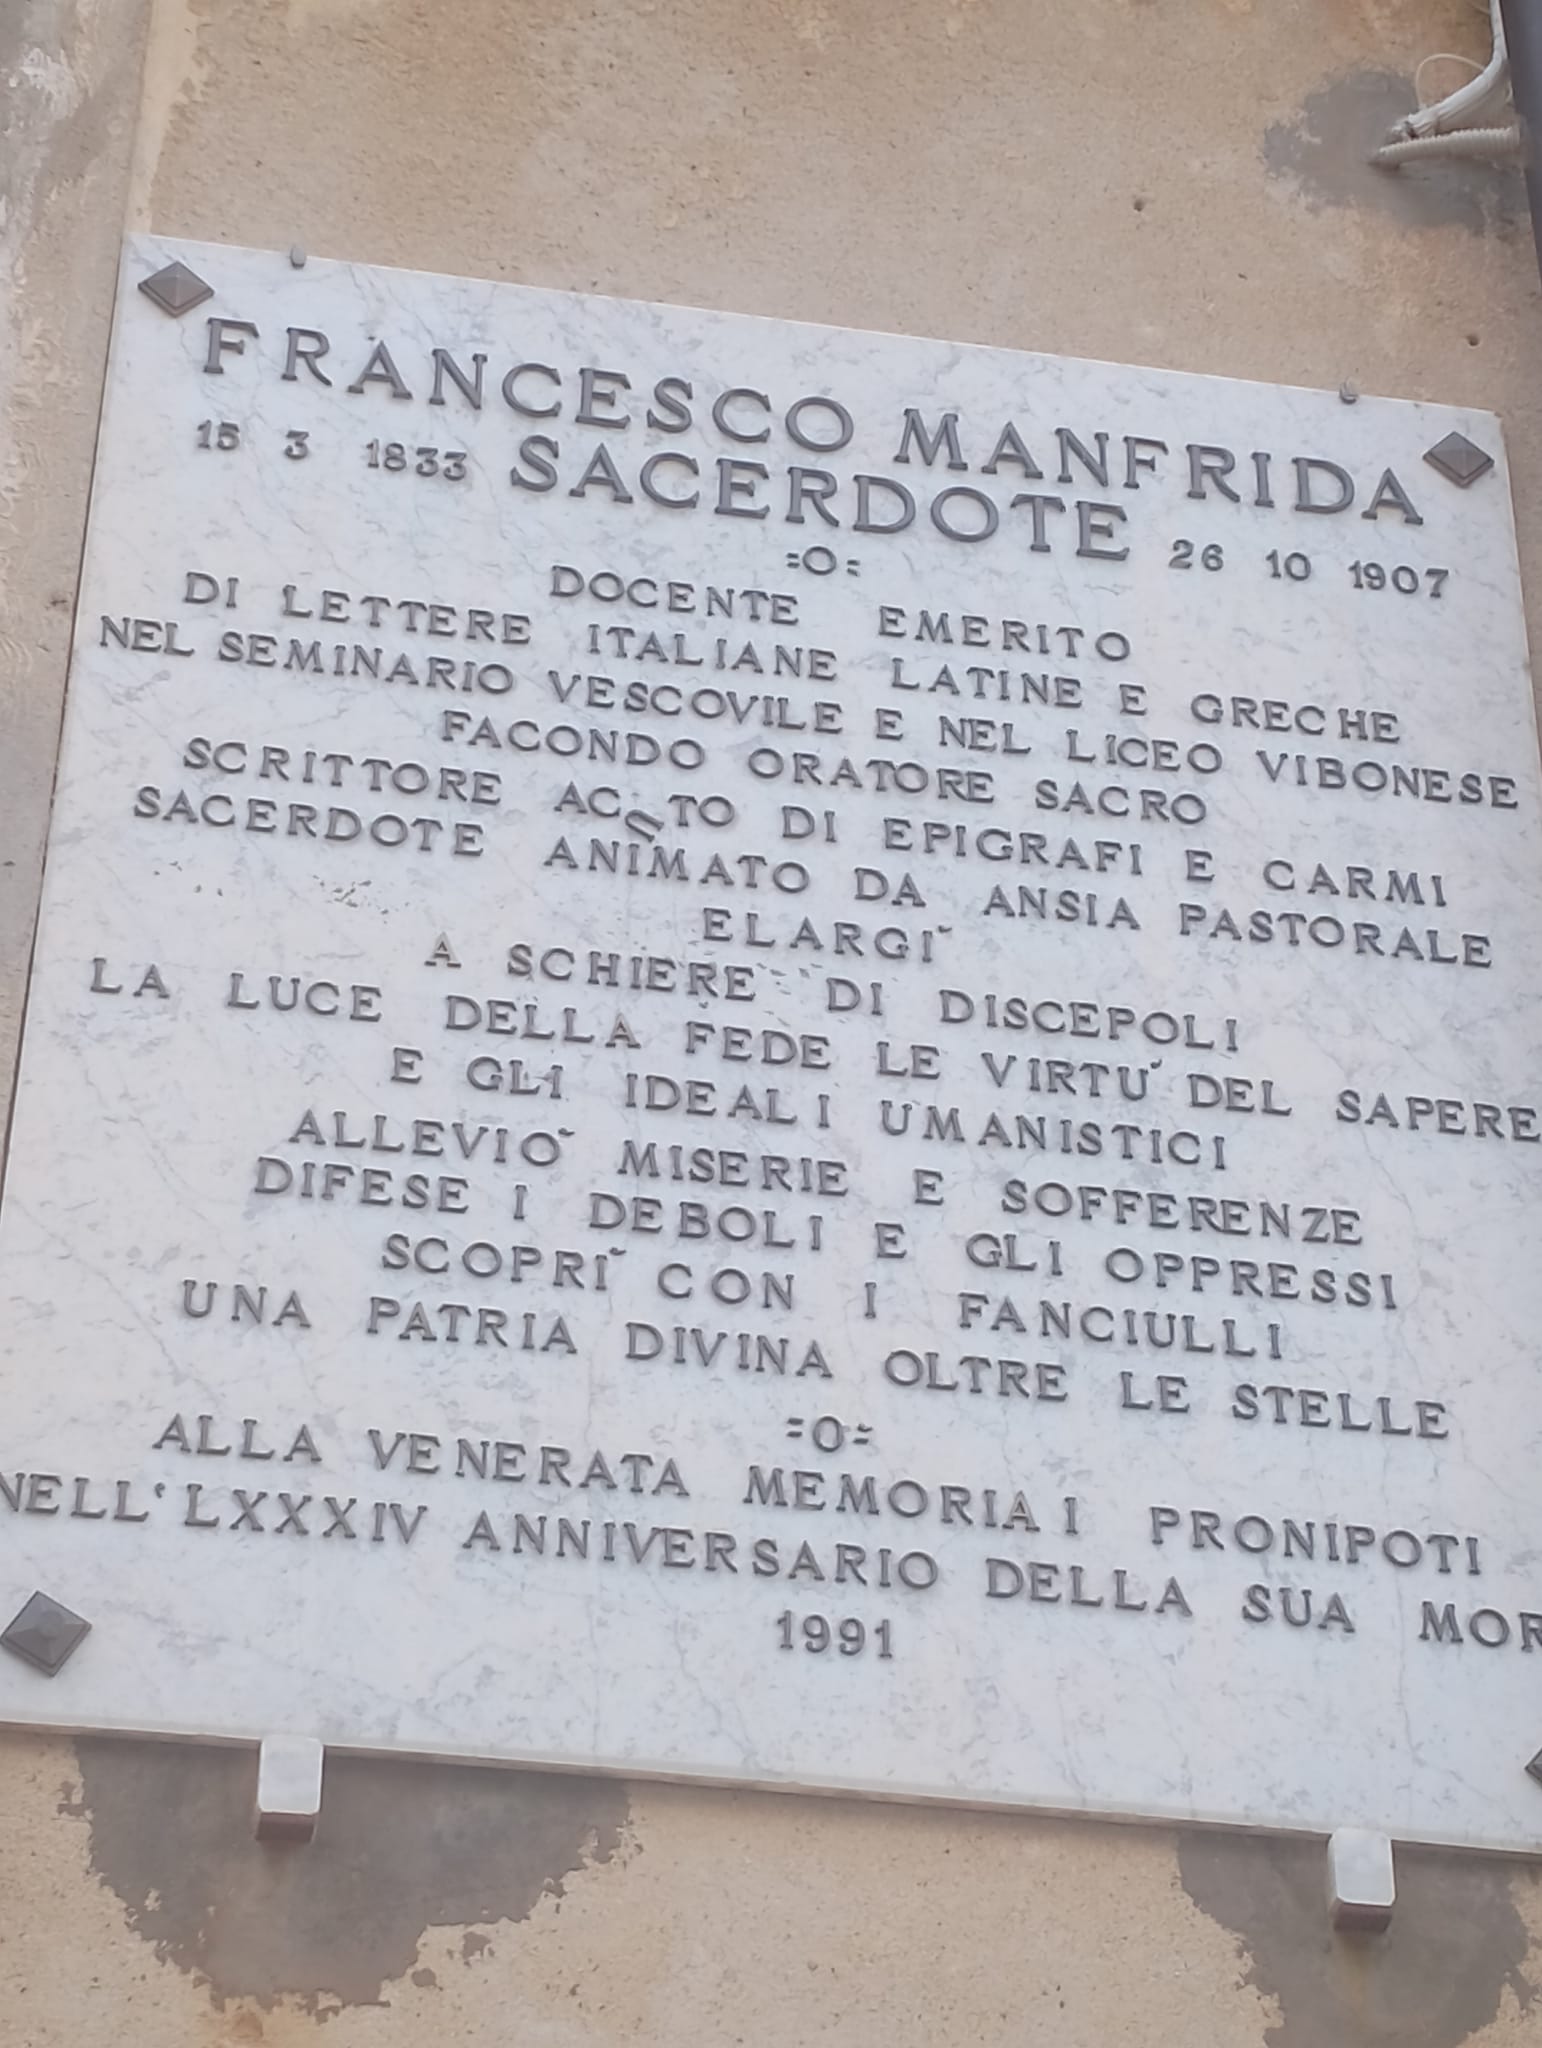 FRANCESCO MANFRIDA
15 3 1833 SACERDOTE 26 10 1907
=O=
DOCENTE EMERITO
DI LETTERE ITALIANE LATINE E GRECHE
NEL SEMINARIO VESCOVILE E NEL LICEO VIBONESE
FACONDO ORATORE SACRO
SCRITTORE ACUTO DI EPIGRAFI E CARMI
SACERDOTE ANIMATO DA ANSIA PASTORALE
ELARGI`
A SCHIERE DI DISCEPOLI
LA LUCE DELLA FEDE LE VIRTU` DEL SAPERE
E GLI IDEALI UMANISTICI
ALLEVIO` MISERIE E SOFFERENZE
DIFESE I DEBOLI E GLI OPPRESSI
SCOPRI` CON I FANCIULLI
UNA PATRIA DIVINA OLTRE LE STELLE
=O=
ALLA VENERATA MEMORIA I PRONIPOTI
NELL' LXXXIV ANNIVERSARIO DELLA SUA MOR
1991